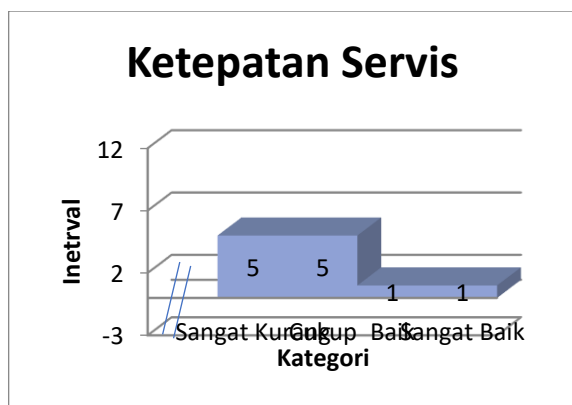 Ketepatan Servis
12
7
2
-3
Inetrval
5 5 1 1
Sangat Kurang Cukup Baik Sangat Baik
Kategori